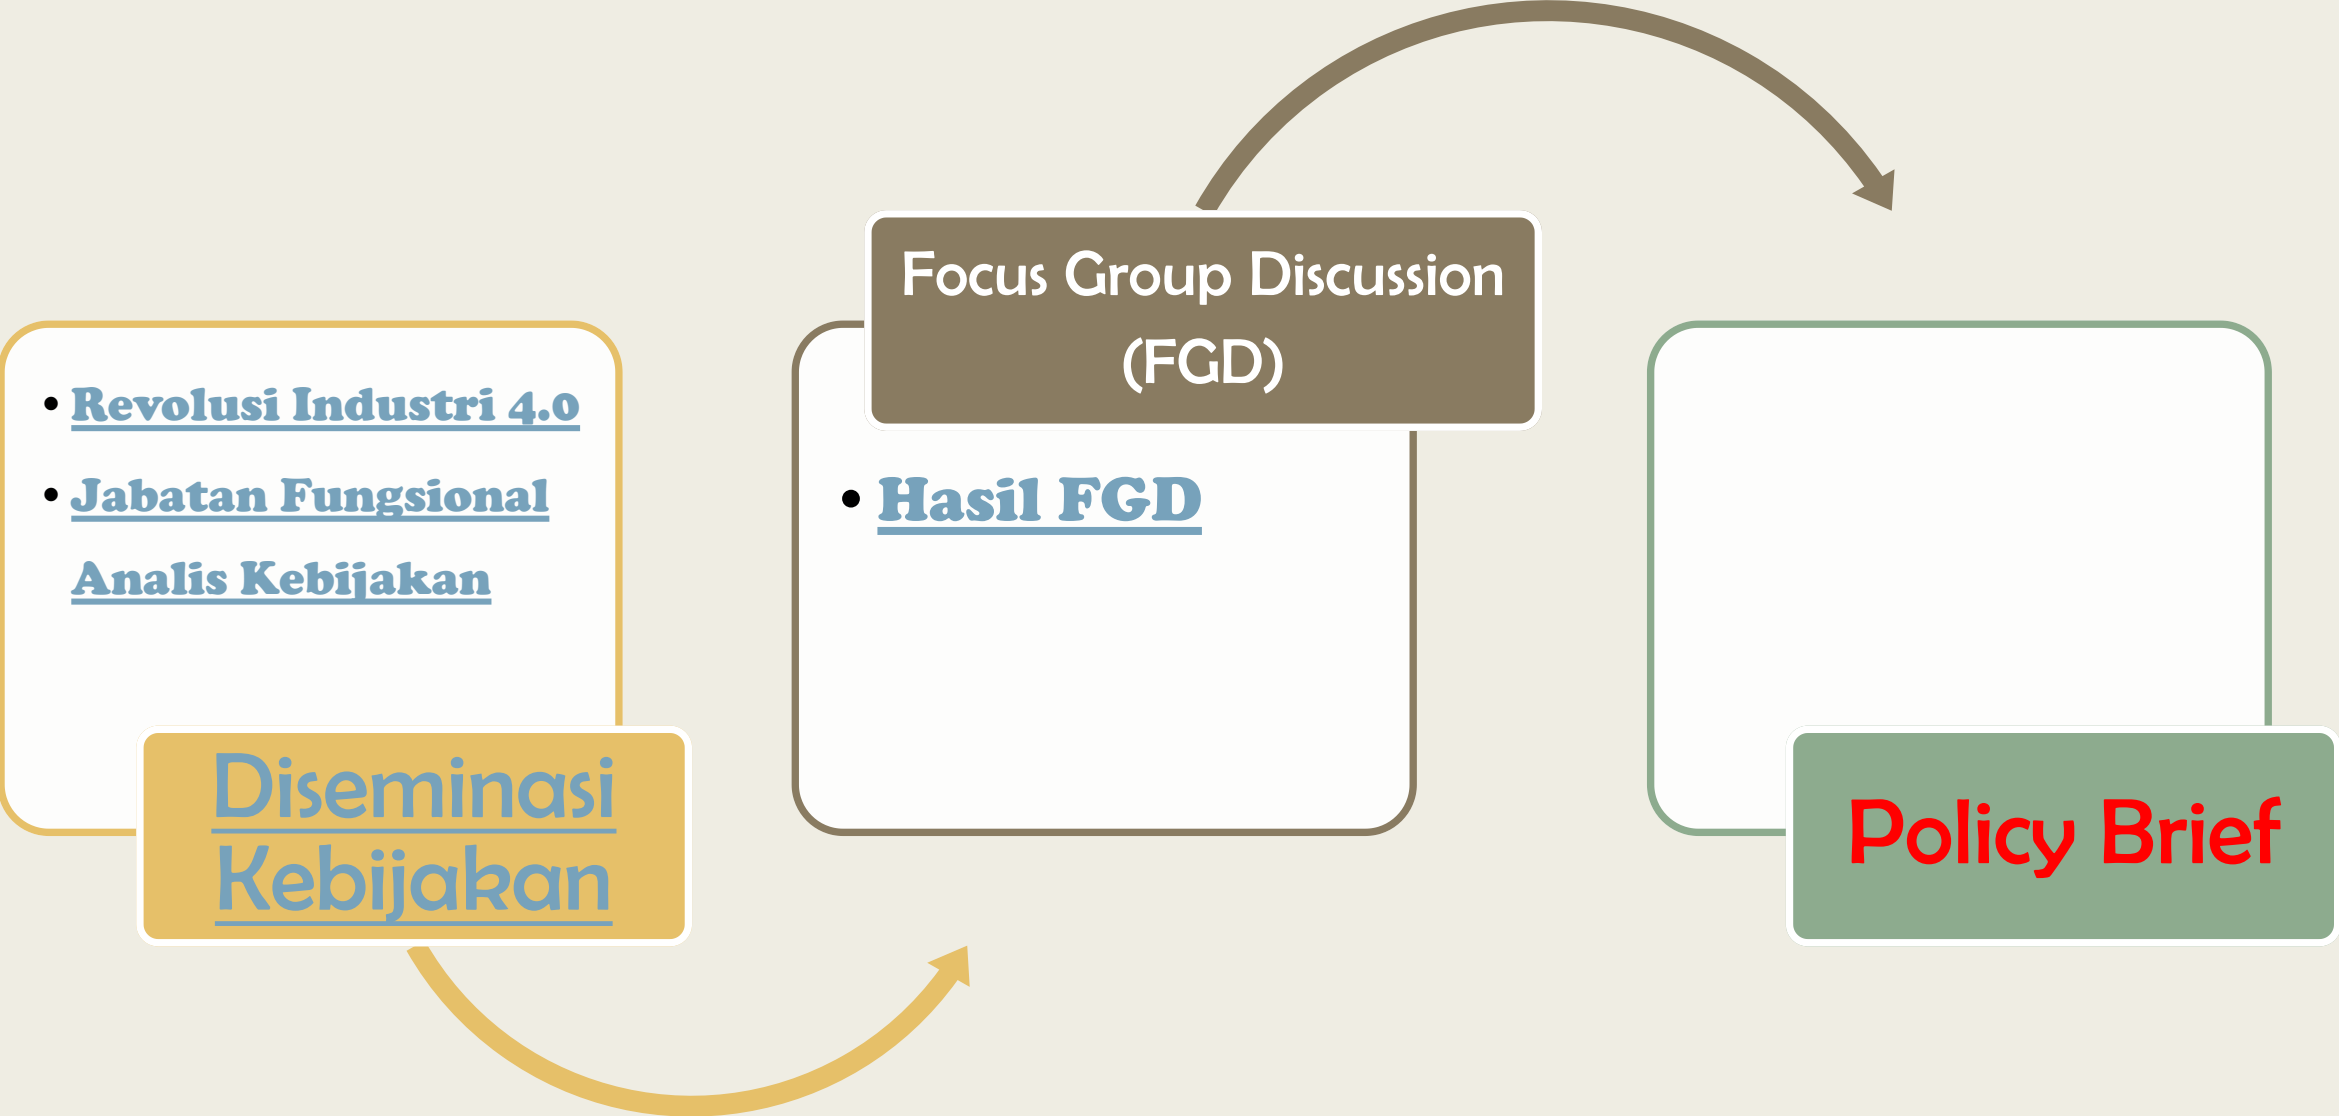 • Revolusi Industri 4.0
• Jabatan Fungsional
Analis Kebijakan
Diseminasi
Kebijakan
Focus Group Discussion
(FGD)
• Hasil FGD
Policy Brief